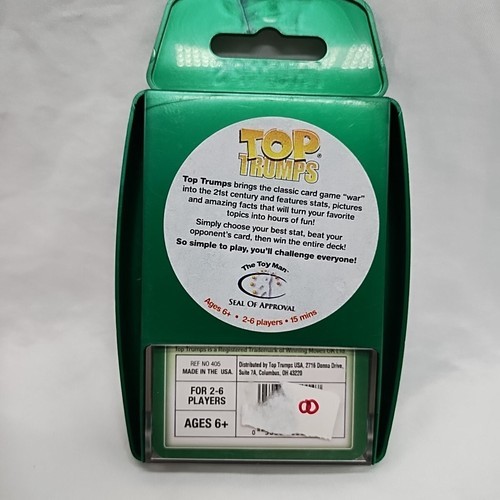 TOP
TRUMPS®
Top Trumps brings the classic card game "war"
into the 21st century and features stats, pictures
and amazing facts that will turn your favorite
topics into hours of fun!
Simply choose your best stat, beat your
opponent's card, then win the entire deck!
So simple to play, you'll challenge everyone!
The Toy Man
SEAL OF APPROVAL
Ages 6+ • 2-6 players • 15 mins
Top Trumps is a Registered Trademark of Winning Moves UK Ltd
REF NO 405
MADE IN THE USA.
Distributed by Top Trumps USA, 2716 Donna Drive,
Suite 1A, Columbus, OH 43220
FOR 2-6
PLAYERS
AGES 6+
0